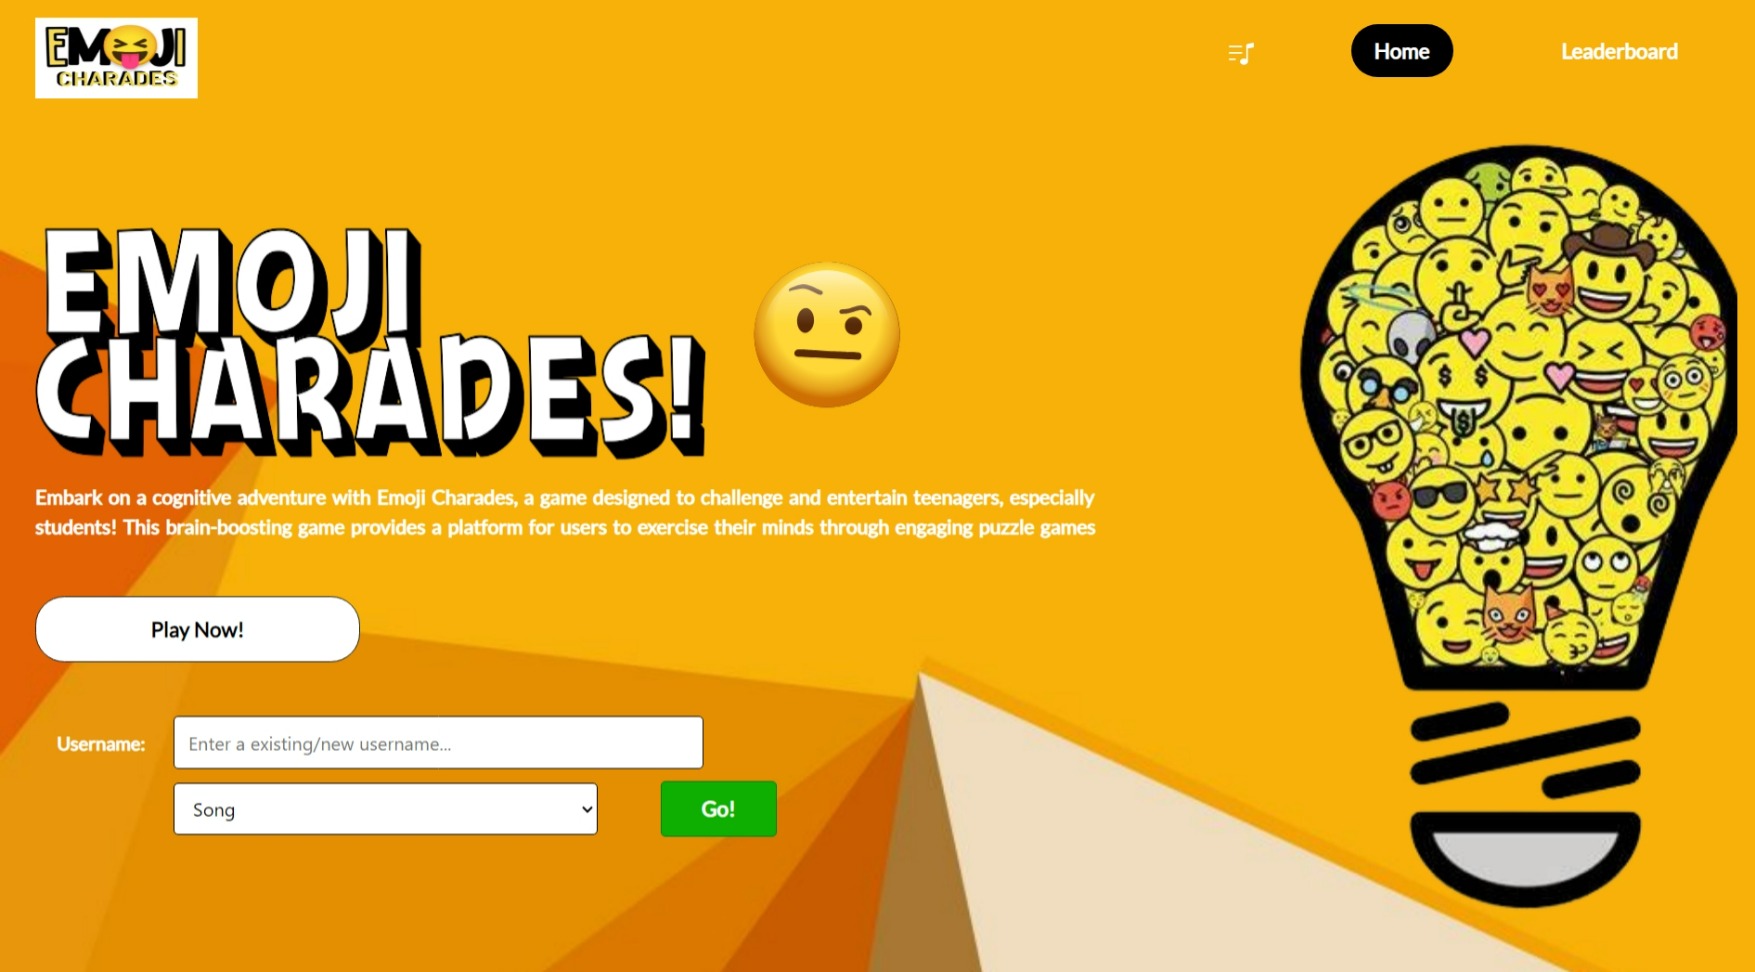 EMOJI
CHARADES
Home
Leaderboard
EMOJI
CHARADES!
Embark on a cognitive adventure with Emoji Charades, a game designed to challenge and entertain teenagers, especially
students! This brain-boosting game provides a platform for users to exercise their minds through engaging puzzle games
Play Now!
Username:
Enter a existing/new username...
Song
Go!